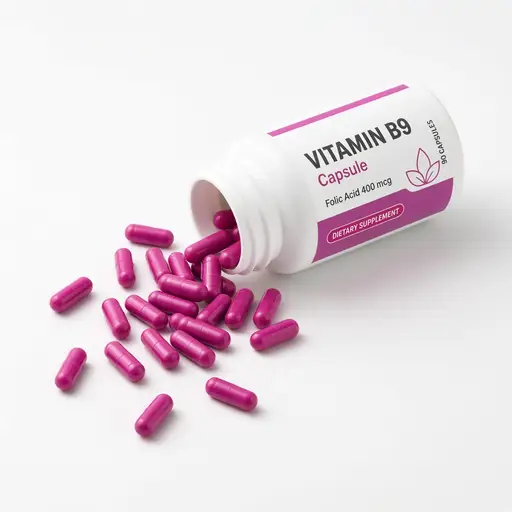 VITAMIN B9
Capsule
Folic Acid 400 mcg
DIETARY SUPPLEMENT
90 CAPSULES